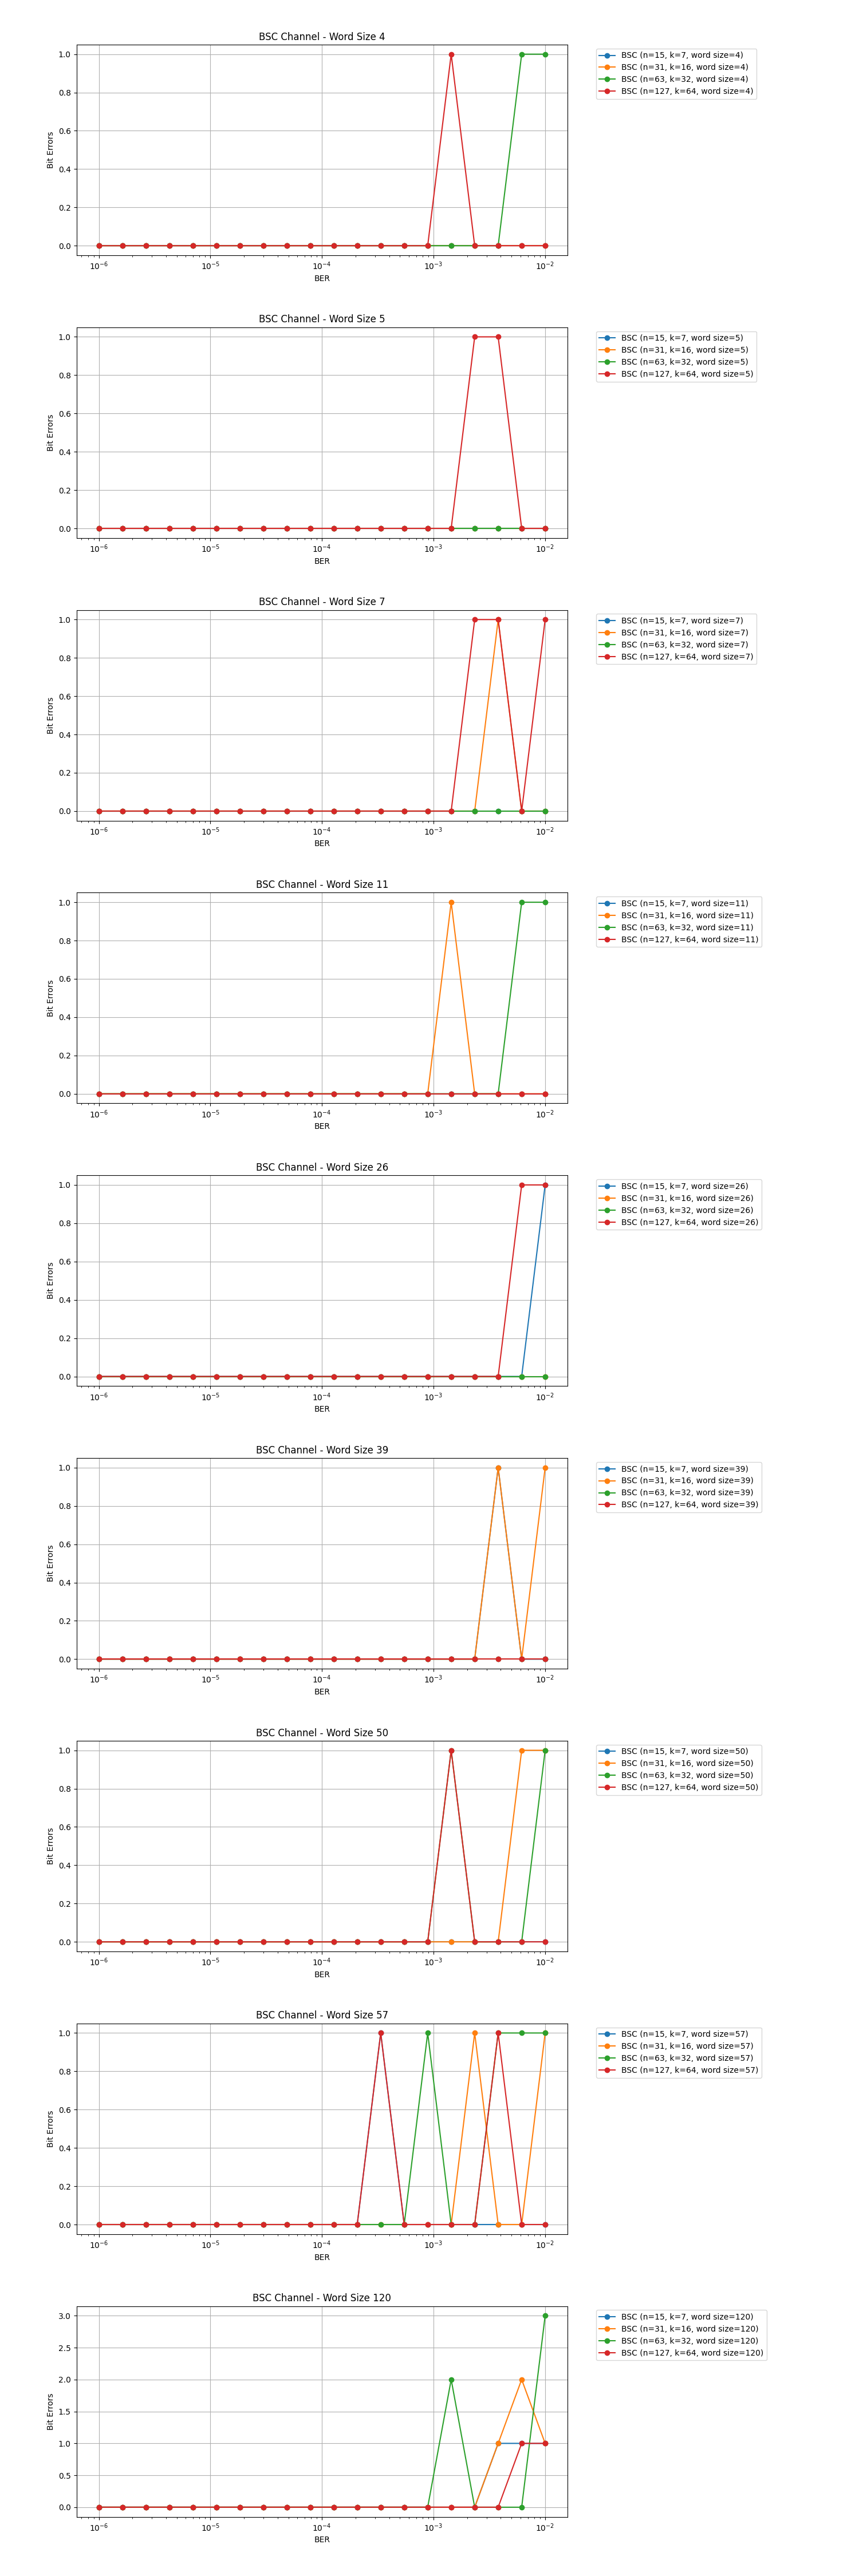 BSC Channel - Word Size 4
1.0
0.8
0.6
0.4
0.2
0.0
Bit Errors
10⁻⁶ 10⁻⁵ 10⁻⁴ 10⁻³ 10⁻²
BER
BSC (n=15, k=7, word size=4)
BSC (n=31, k=16, word size=4)
BSC (n=63, k=32, word size=4)
BSC (n=127, k=64, word size=4)
BSC Channel - Word Size 5
1.0
0.8
0.6
0.4
0.2
0.0
Bit Errors
10⁻⁶ 10⁻⁵ 10⁻⁴ 10⁻³ 10⁻²
BER
BSC (n=15, k=7, word size=5)
BSC (n=31, k=16, word size=5)
BSC (n=63, k=32, word size=5)
BSC (n=127, k=64, word size=5)
BSC Channel - Word Size 7
1.0
0.8
0.6
0.4
0.2
0.0
Bit Errors
10⁻⁶ 10⁻⁵ 10⁻⁴ 10⁻³ 10⁻²
BER
BSC (n=15, k=7, word size=7)
BSC (n=31, k=16, word size=7)
BSC (n=63, k=32, word size=7)
BSC (n=127, k=64, word size=7)
BSC Channel - Word Size 11
1.0
0.8
0.6
0.4
0.2
0.0
Bit Errors
10⁻⁶ 10⁻⁵ 10⁻⁴ 10⁻³ 10⁻²
BER
BSC (n=15, k=7, word size=11)
BSC (n=31, k=16, word size=11)
BSC (n=63, k=32, word size=11)
BSC (n=127, k=64, word size=11)
BSC Channel - Word Size 26
1.0
0.8
0.6
0.4
0.2
0.0
Bit Errors
10⁻⁶ 10⁻⁵ 10⁻⁴ 10⁻³ 10⁻²
BER
BSC (n=15, k=7, word size=26)
BSC (n=31, k=16, word size=26)
BSC (n=63, k=32, word size=26)
BSC (n=127, k=64, word size=26)
BSC Channel - Word Size 39
1.0
0.8
0.6
0.4
0.2
0.0
Bit Errors
10⁻⁶ 10⁻⁵ 10⁻⁴ 10⁻³ 10⁻²
BER
BSC (n=15, k=7, word size=39)
BSC (n=31, k=16, word size=39)
BSC (n=63, k=32, word size=39)
BSC (n=127, k=64, word size=39)
BSC Channel - Word Size 50
1.0
0.8
0.6
0.4
0.2
0.0
Bit Errors
10⁻⁶ 10⁻⁵ 10⁻⁴ 10⁻³ 10⁻²
BER
BSC (n=15, k=7, word size=50)
BSC (n=31, k=16, word size=50)
BSC (n=63, k=32, word size=50)
BSC (n=127, k=64, word size=50)
BSC Channel - Word Size 57
1.0
0.8
0.6
0.4
0.2
0.0
Bit Errors
10⁻⁶ 10⁻⁵ 10⁻⁴ 10⁻³ 10⁻²
BER
BSC (n=15, k=7, word size=57)
BSC (n=31, k=16, word size=57)
BSC (n=63, k=32, word size=57)
BSC (n=127, k=64, word size=57)
BSC Channel - Word Size 120
3.0
2.5
2.0
1.5
1.0
0.5
0.0
Bit Errors
10⁻⁶ 10⁻⁵ 10⁻⁴ 10⁻³ 10⁻²
BER
BSC (n=15, k=7, word size=120)
BSC (n=31, k=16, word size=120)
BSC (n=63, k=32, word size=120)
BSC (n=127, k=64, word size=120)